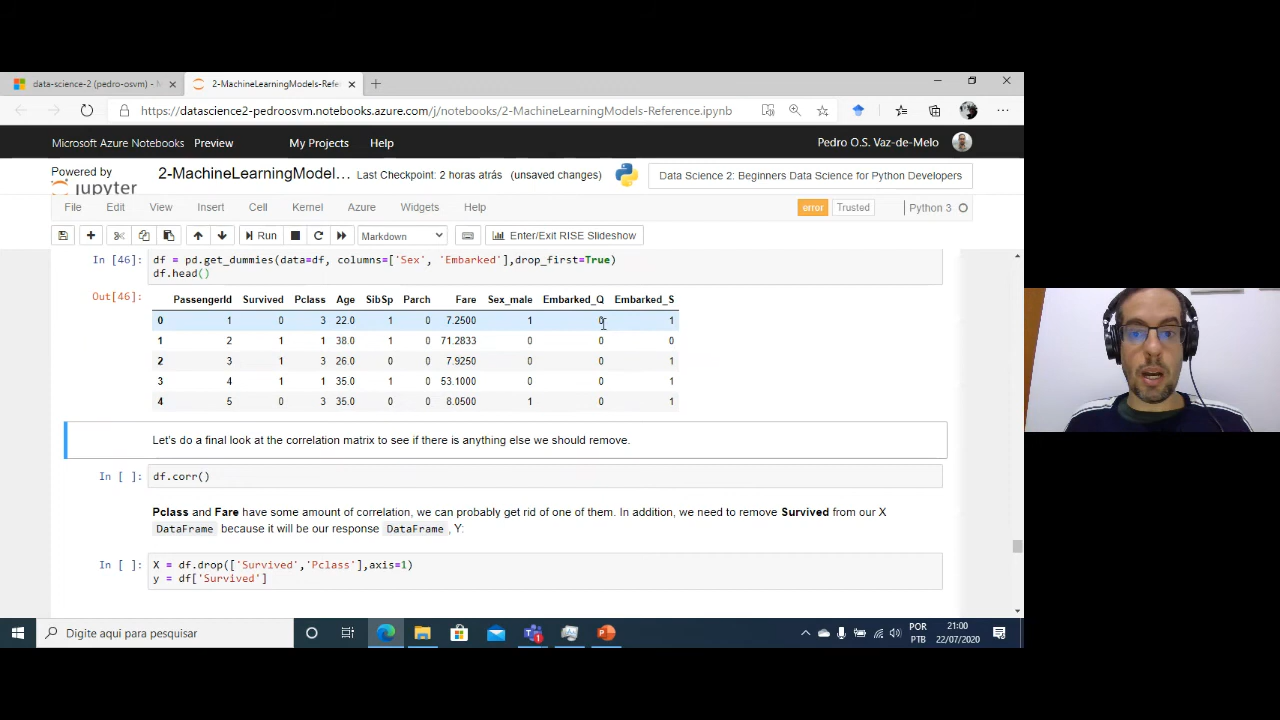 data-science-2 (pedro-osvm) - 
2-MachineLearningModels-Refe
https://datascience2-pedroosvm.notebooks.azure.com/j/notebooks/2-MachineLearningModels-Reference.ipynb
Microsoft Azure Notebooks Preview My Projects Help Pedro O.S. Vaz-de-Melo
Powered by
jupyter 2-MachineLearningModel... Last Checkpoint: 2 horas atrás (unsaved changes) Data Science 2: Beginners Data Science for Python Developers
File Edit View Insert Cell Kernel Azure Widgets Help error Trusted Python 3
Run Markdown Enter/Exit RISE Slideshow
In [46] df = pd.get_dummies(data=df, columns=['Sex', 'Embarked'],drop_first=True)
df.head()
Out[46]: PassengerId Survived Pclass Age SibSp Parch Fare Sex_male Embarked_Q Embarked_S
0 1 0 3 22.0 1 0 7.2500 1 0 1
1 2 1 1 38.0 1 0 71.2833 0 0 0
2 3 1 3 26.0 0 0 7.9250 0 0 1
3 4 1 1 35.0 1 0 53.1000 0 0 1
4 5 0 3 35.0 0 0 8.0500 1 0 1
Let's do a final look at the correlation matrix to see if there is anything else we should remove.
In [ ]: df.corr()
Pclass and Fare have some amount of correlation, we can probably get rid of one of them. In addition, we need to remove Survived from our X
DataFrame because it will be our response DataFrame , Y:
In [ ]: X = df.drop(['Survived','Pclass'],axis=1)
y = df['Survived']
Digite aqui para pesquisar
POR 21:00
PTB 22/07/2020